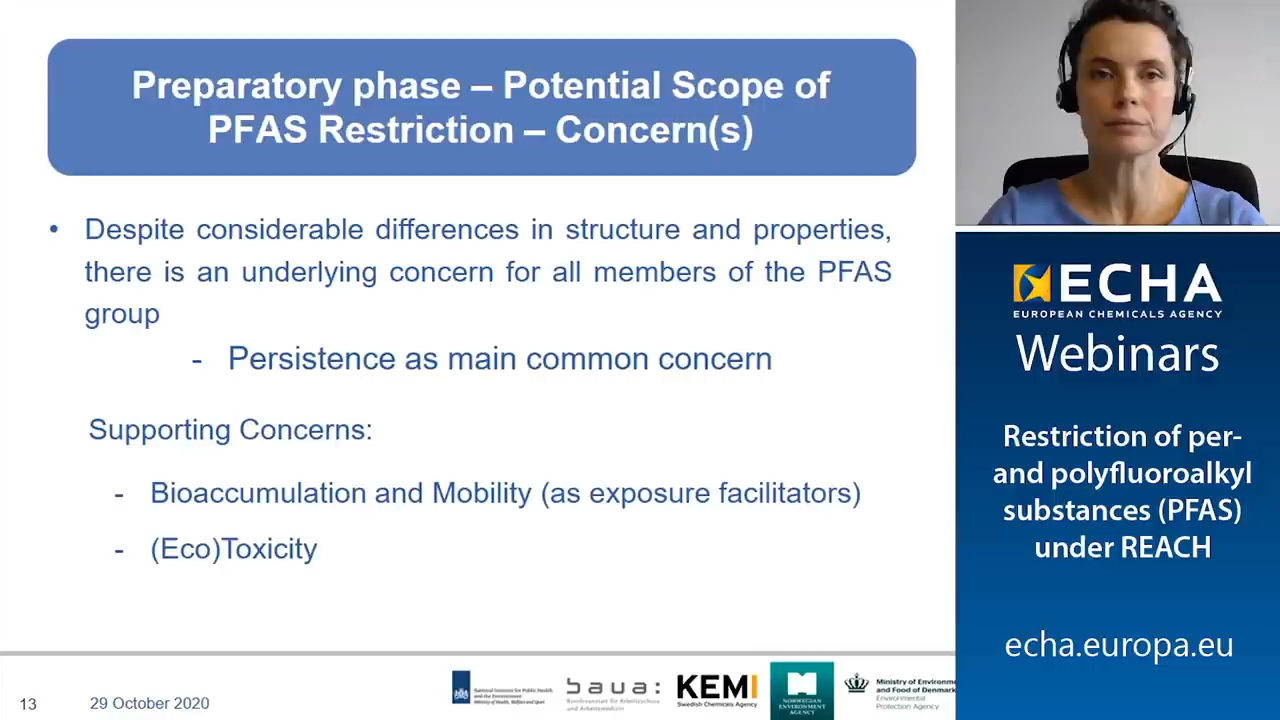 Preparatory phase – Potential Scope of
PFAS Restriction – Concern(s)
• Despite considerable differences in structure and properties,
there is an underlying concern for all members of the PFAS
group
- Persistence as main common concern
Supporting Concerns:
- Bioaccumulation and Mobility (as exposure facilitators)
- (Eco)Toxicity
13
29 October 2020
National Institute for Public Health
and the Environment
Ministry of Health, Welfare and Sport
baua:
Bundesanstalt für Arbeitsschutz
und Arbeitsmedizin
KEMI
Swedish Chemicals Agency
NORWEGIAN
ENVIRONMENT
AGENCY
Ministry of Environm
and Food of Denmark
Environmental
Protection Agency
ECHA
EUROPEAN CHEMICALS AGENCY
Webinars
Restriction of per-
and polyfluoroalkyl
substances (PFAS)
under REACH
echa.europa.eu